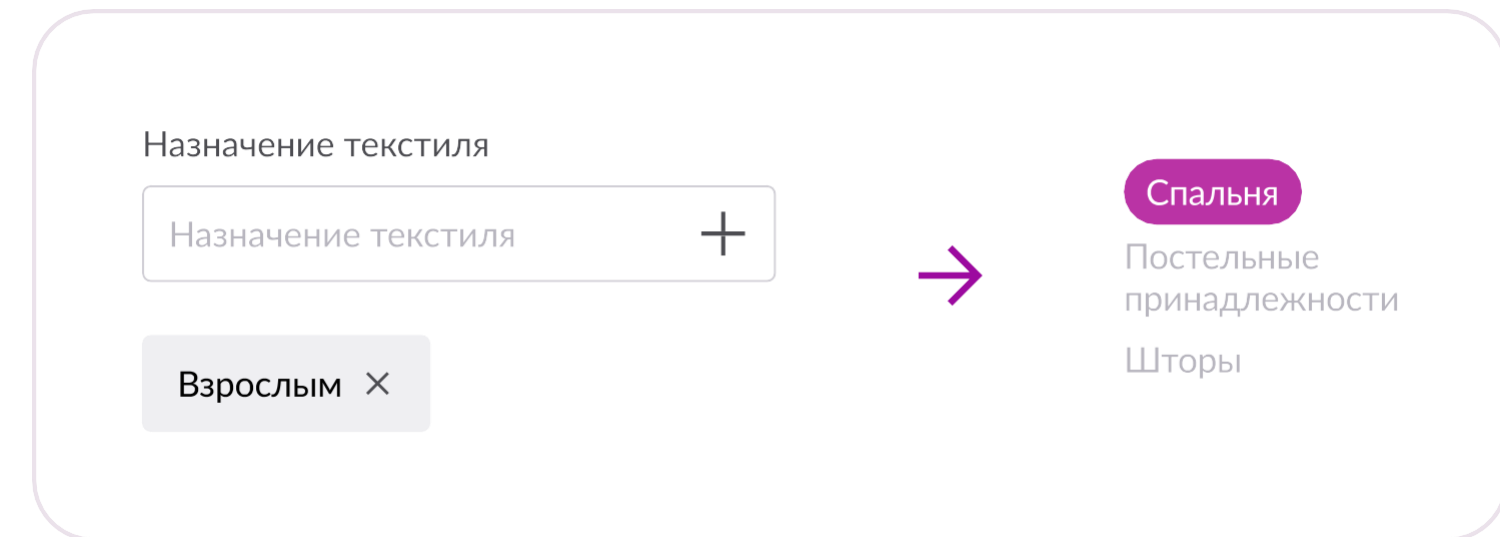 Назначение текстиля
Назначение текстиля
Взрослым
Спальня
Постельные
принадлежности
Шторы